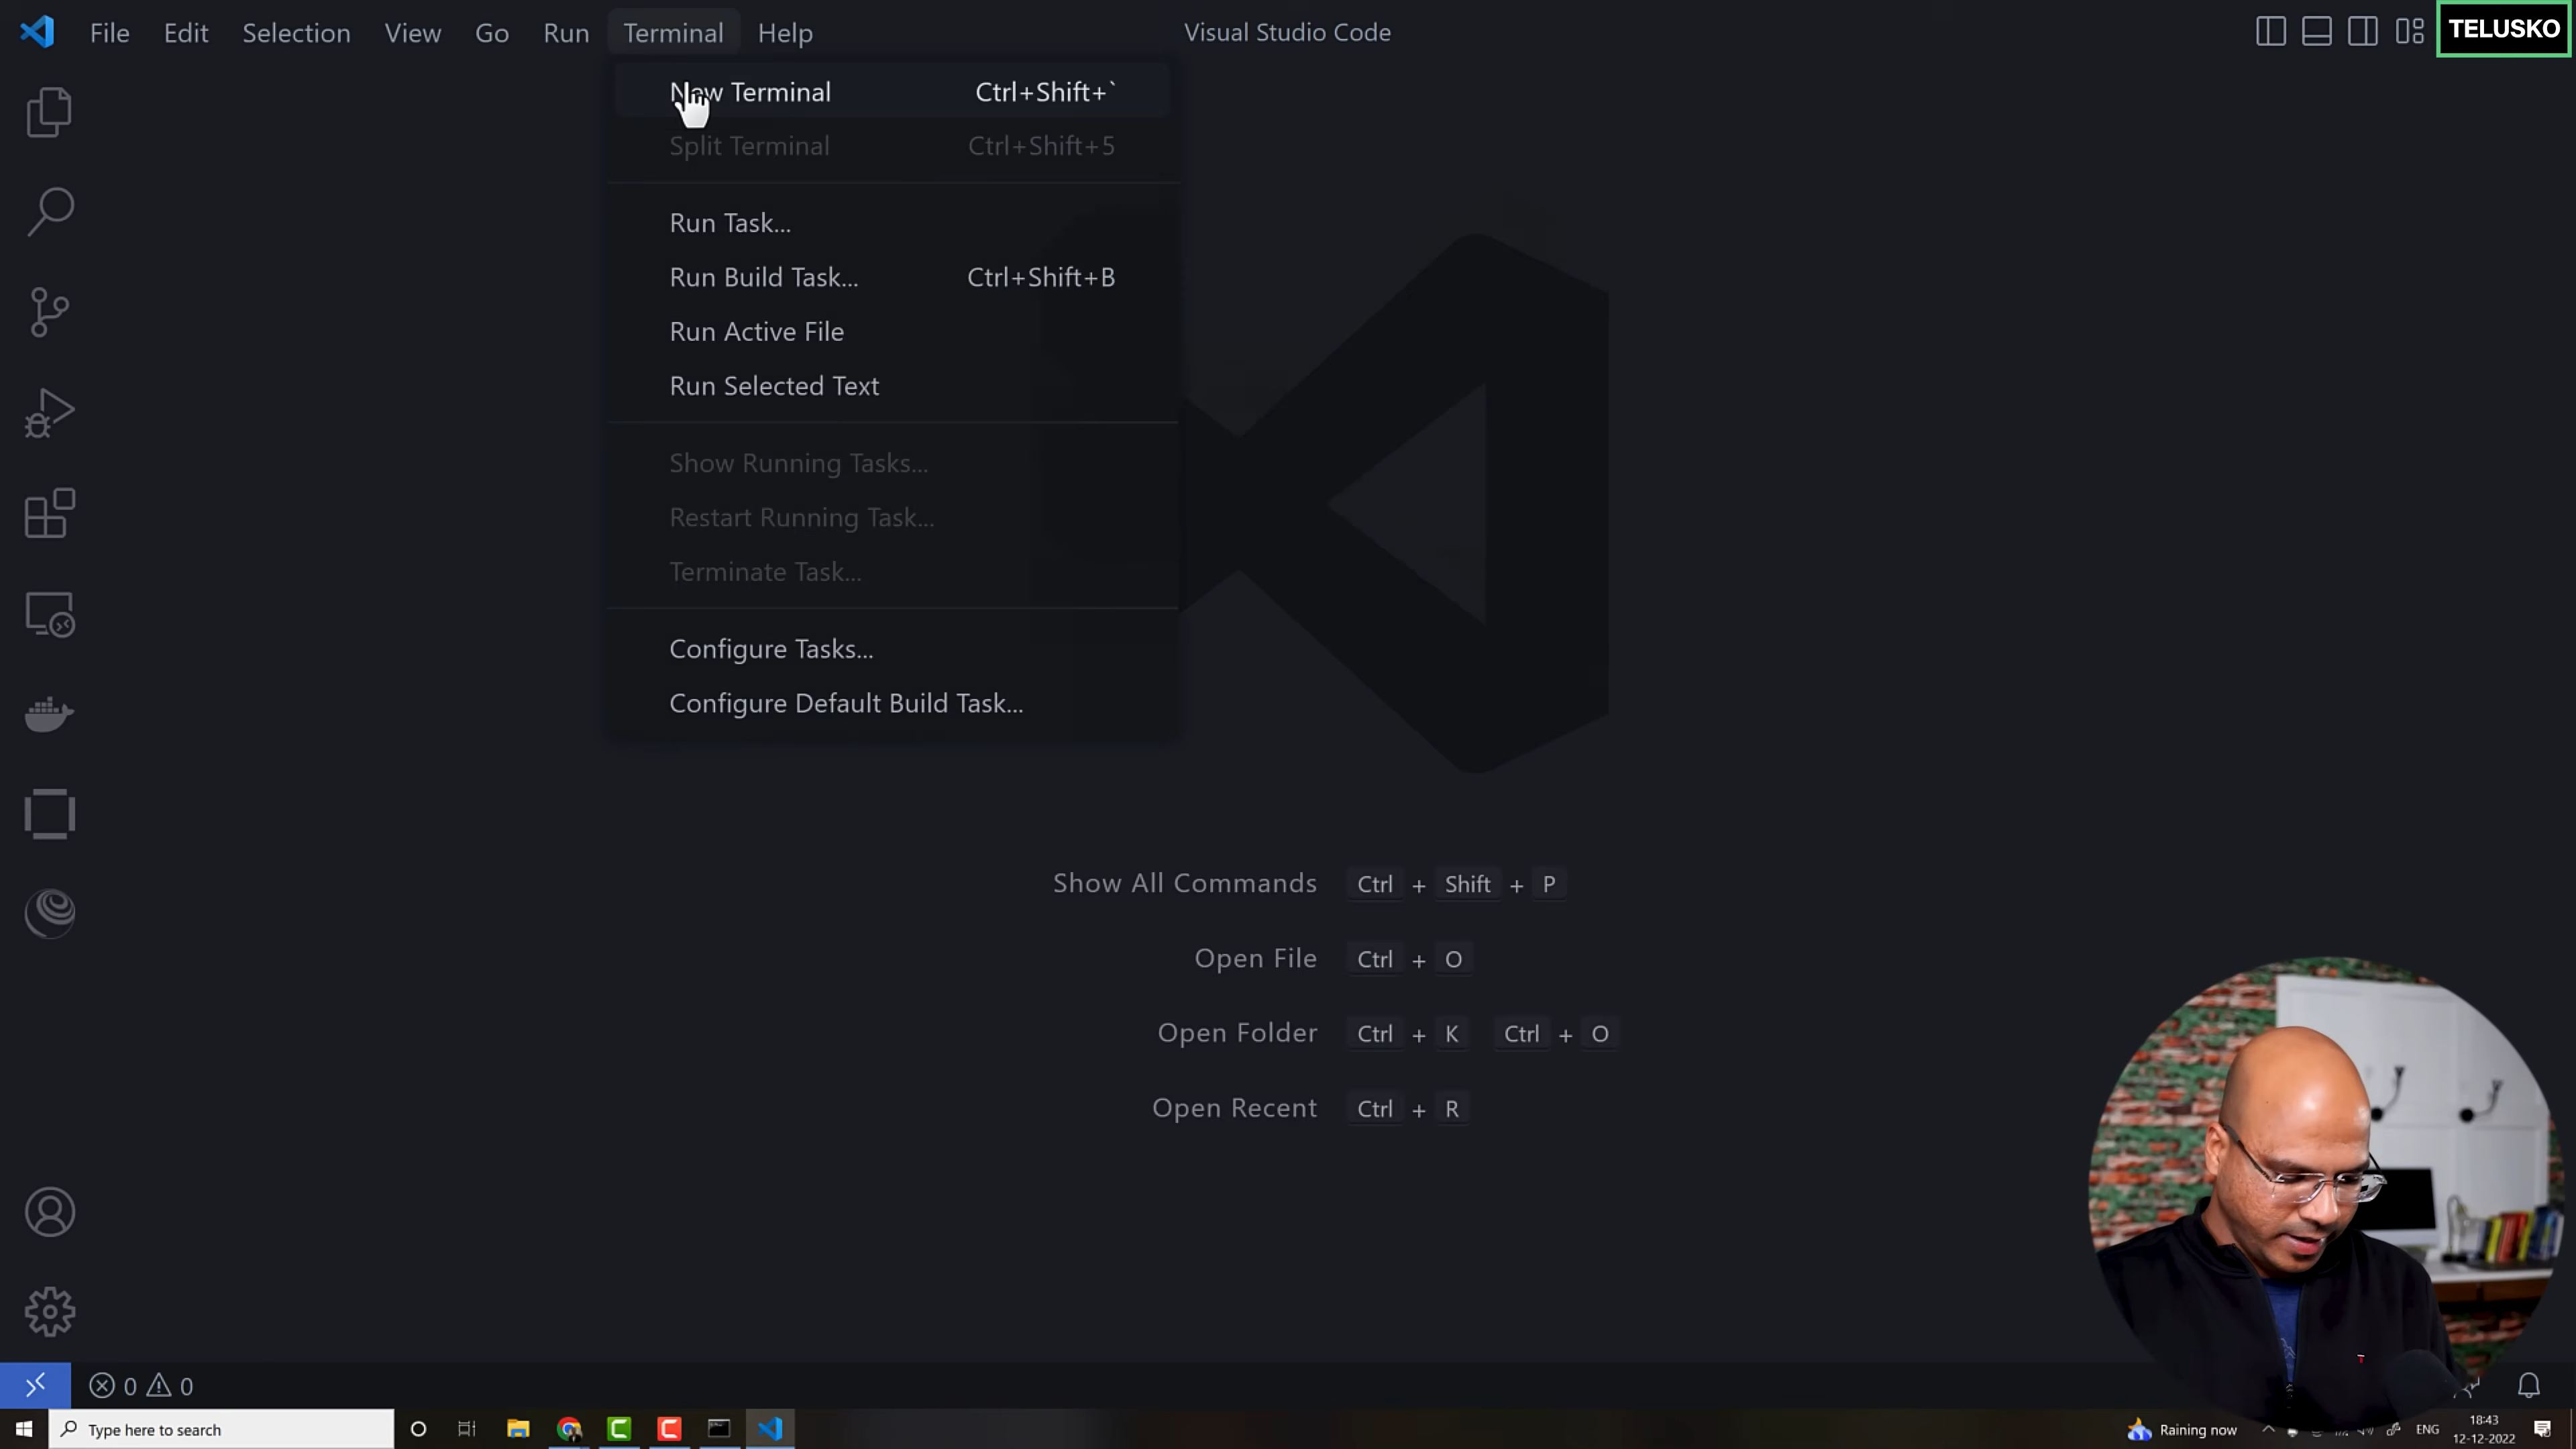 File Edit Selection View Go Run Terminal Help Visual Studio Code TELUSKO
New Terminal Ctrl+Shift+`
Split Terminal Ctrl+Shift+5
Run Task...
Run Build Task... Ctrl+Shift+B
Run Active File
Run Selected Text
Show Running Tasks...
Restart Running Task...
Terminate Task...
Configure Tasks...
Configure Default Build Task...
Show All Commands Ctrl + Shift + P
Open File Ctrl + O
Open Folder Ctrl + K Ctrl + O
Open Recent Ctrl + R
0 0
Type here to search Raining now ENG 18:43
12-12-2022